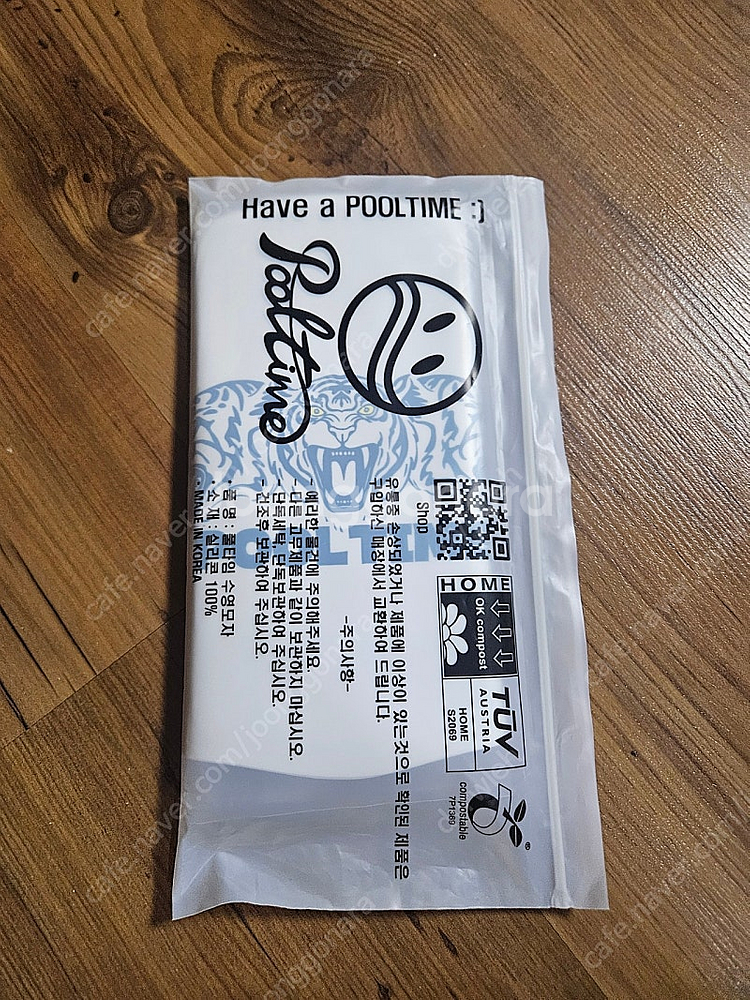 Have a POOLTIME :]
Pooltime
Shop
유통중 손상되었거나 제품에 이상이 있는것으로 확인된 제품은
구입하신 매장에서 교환하여 드립니다.
-주의사항-
- 예리한 물건에 주의해주세요.
- 다른 고무제품과 같이 보관하지 마십시오.
- 단독세탁, 단독보관하여 주십시오.
- 건조후 보관하여 주십시오.
• 품 명 : 풀타임 수영모자
• 소 재 : 실리콘 100%
• MADE IN KOREA
HOME
OK compost
TÜV
AUSTRIA
HOME
S2069
compostable
7P1369
®
cafe.naver.com/joonggonara